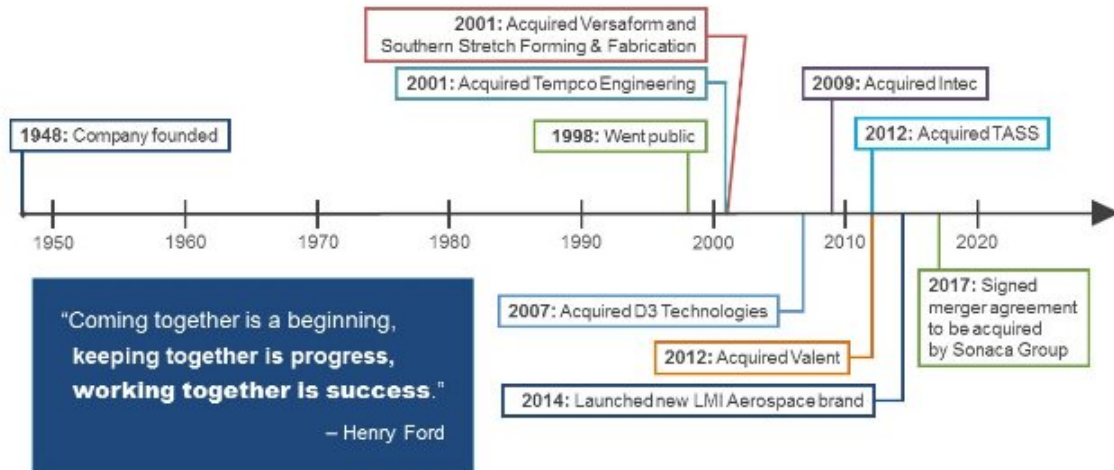 2001: Acquired Versaform and
Southern Stretch Forming & Fabrication
2001: Acquired Tempco Engineering
2009: Acquired Intec
1948: Company founded
1998: Went public
2012: Acquired TASS
1950
1960
1970
1980
1990
2000
2010
2020
“Coming together is a beginning,
keeping together is progress,
working together is success.”
– Henry Ford
2007: Acquired D3 Technologies
2012: Acquired Valent
2014: Launched new LMI Aerospace brand
2017: Signed
merger agreement
to be acquired
by Sonaca Group